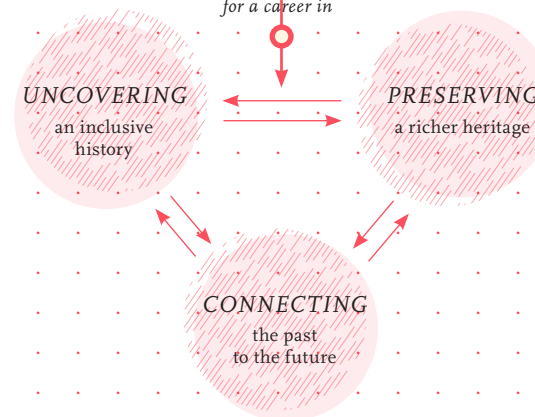 for a career in
UNCOVERING
an inclusive
history
PRESERVING
a richer heritage
CONNECTING
the past
to the future